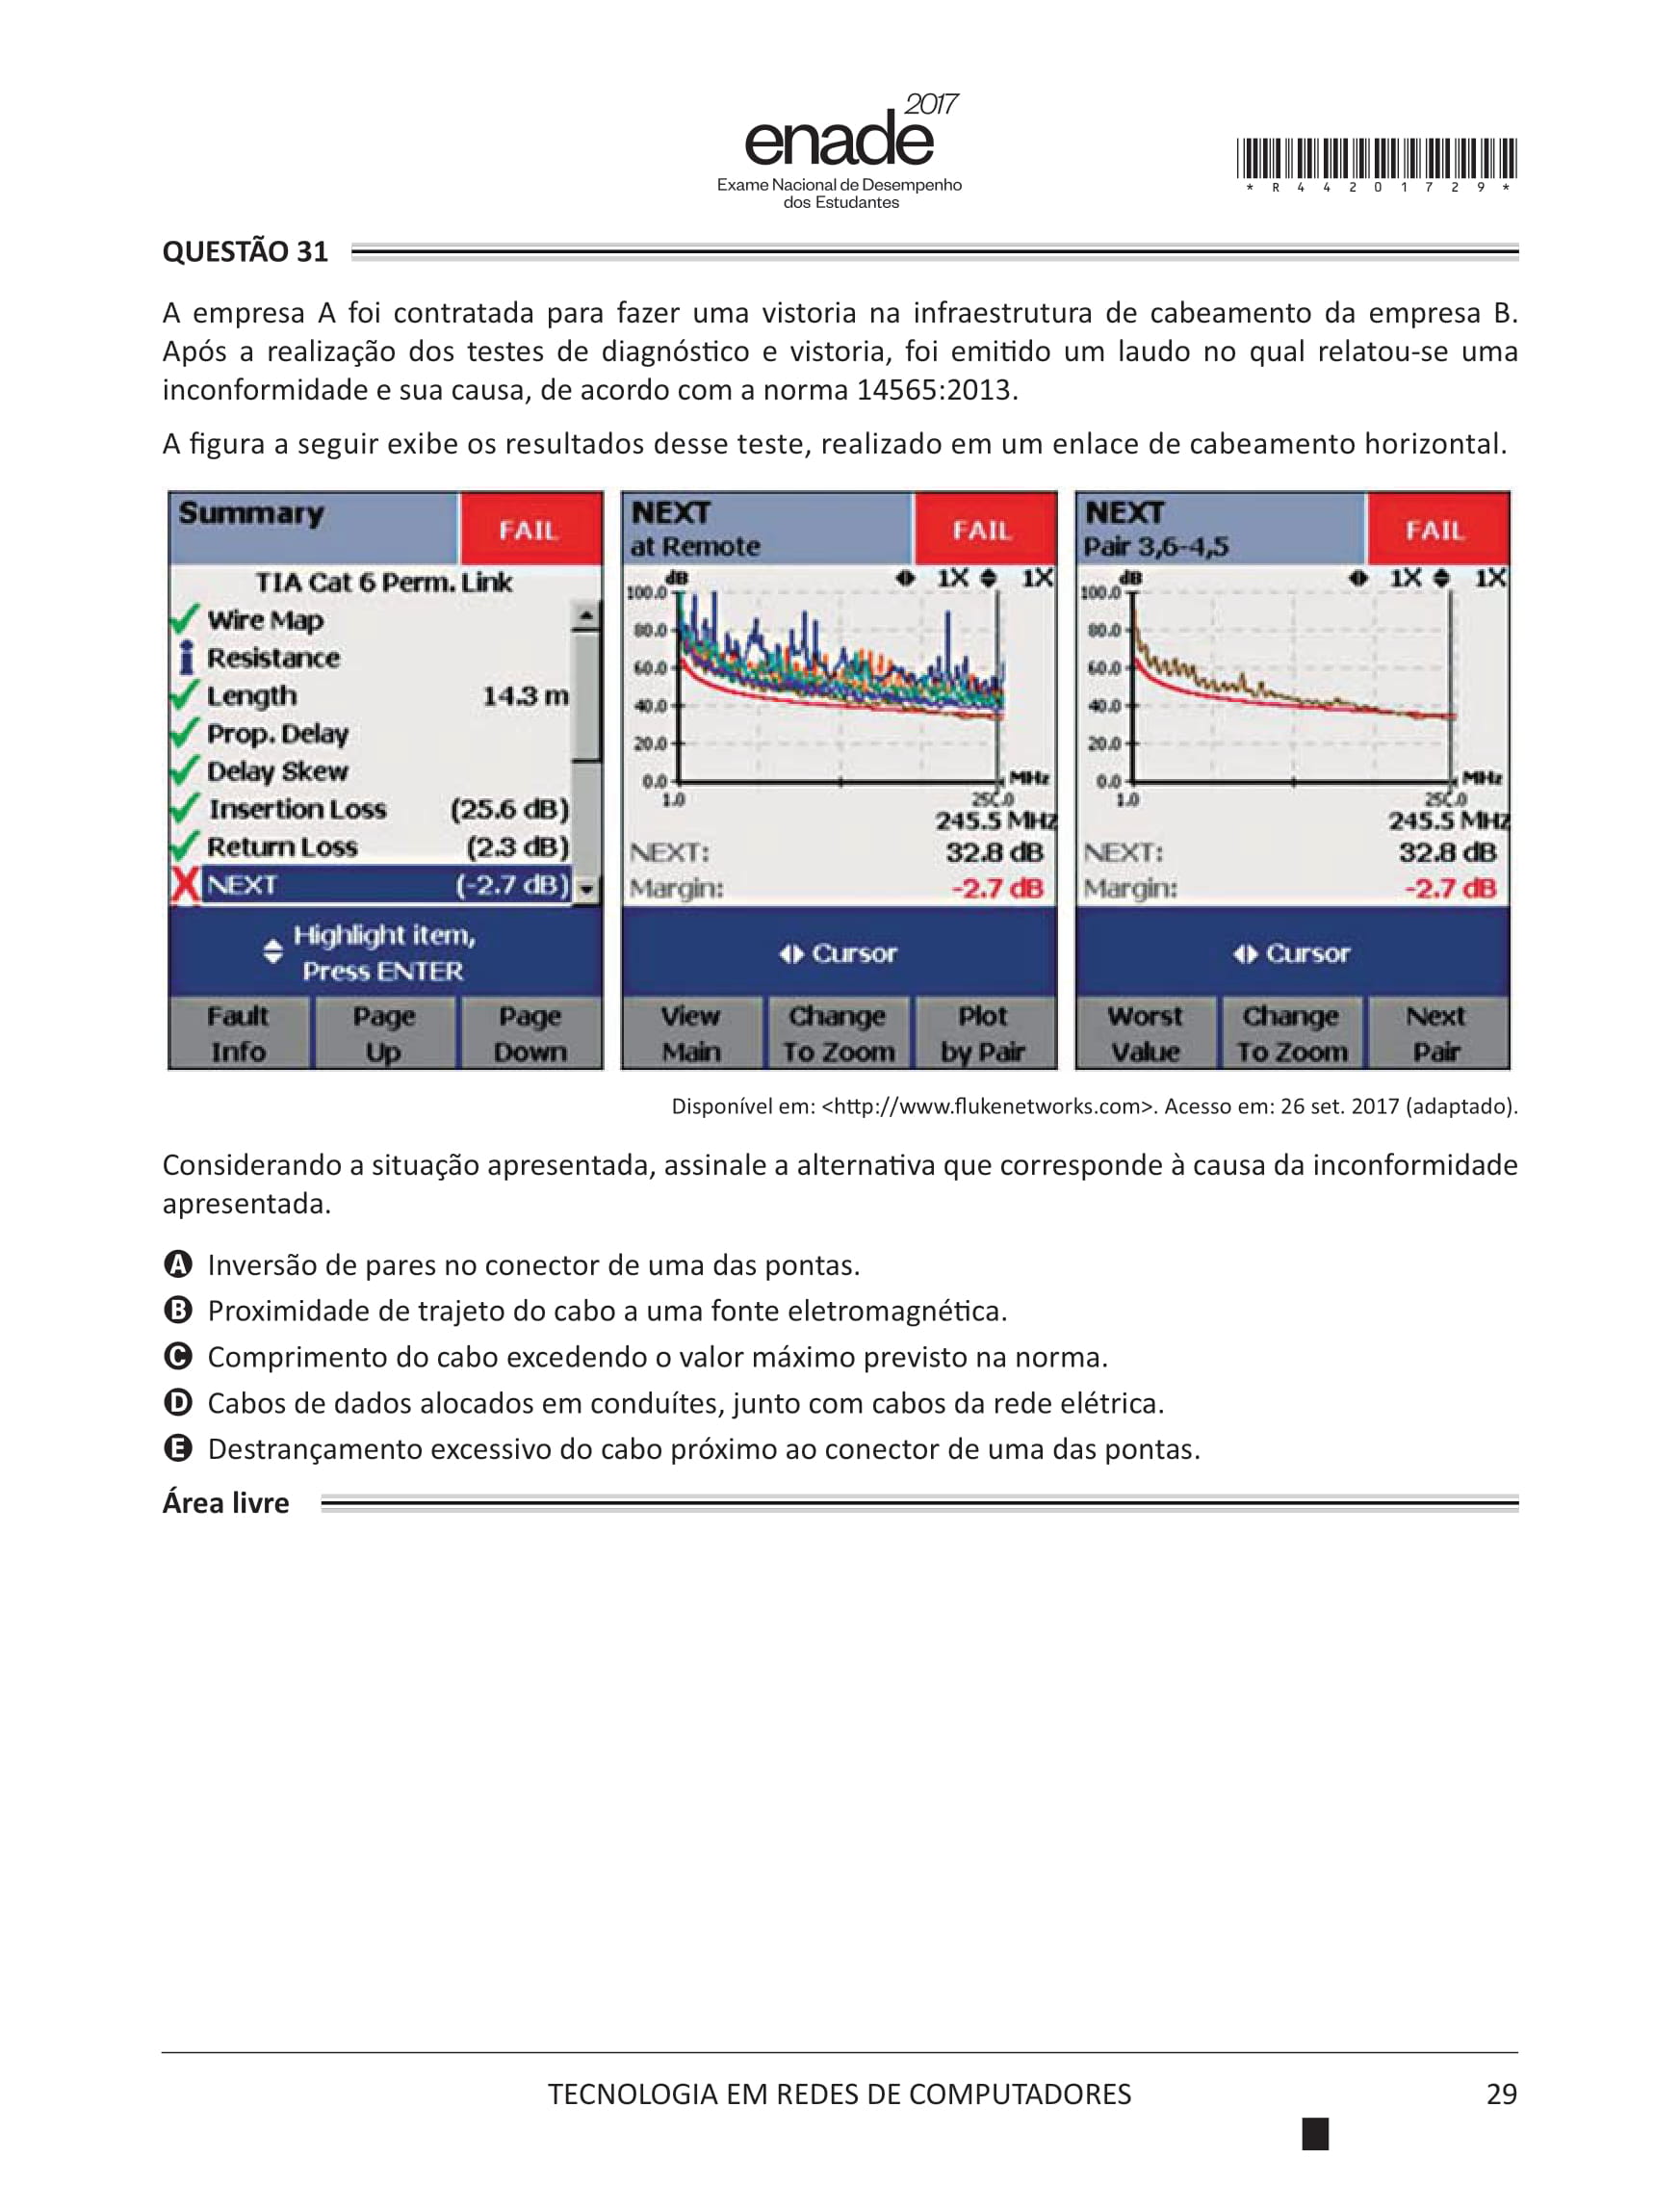 2017
enade
Exame Nacional de Desempenho
dos Estudantes
* R 4 4 2 0 1 7 2 9 *
QUESTÃO 31
A empresa A foi contratada para fazer uma vistoria na infraestrutura de cabeamento da empresa B.
Após a realização dos testes de diagnóstico e vistoria, foi emitido um laudo no qual relatou-se uma
inconformidade e sua causa, de acordo com a norma 14565:2013.
A figura a seguir exibe os resultados desse teste, realizado em um enlace de cabeamento horizontal.
Summary
FAIL
TIA Cat 6 Perm. Link
Wire Map
Resistance
Length 14.3 m
Prop. Delay
Delay Skew
Insertion Loss (25.6 dB)
Return Loss (2.3 dB)
NEXT (-2.7 dB)
Highlight item,
Press ENTER
Fault Info
Page Up
Page Down
NEXT
at Remote
FAIL
dB 1X 1X
100.0
80.0
60.0
40.0
20.0
0.0 MHz
1.0 250.0
245.5 MHz
NEXT: 32.8 dB
Margin: -2.7 dB
Cursor
View Main
Change To Zoom
Plot by Pair
NEXT
Pair 3,6-4,5
FAIL
dB 1X 1X
100.0
80.0
60.0
40.0
20.0
0.0 MHz
1.0 250.0
245.5 MHz
NEXT: 32.8 dB
Margin: -2.7 dB
Cursor
Worst Value
Change To Zoom
Next Pair
Disponível em: <http://www.flukenetworks.com>. Acesso em: 26 set. 2017 (adaptado).
Considerando a situação apresentada, assinale a alternativa que corresponde à causa da inconformidade
apresentada.
A Inversão de pares no conector de uma das pontas.
B Proximidade de trajeto do cabo a uma fonte eletromagnética.
C Comprimento do cabo excedendo o valor máximo previsto na norma.
D Cabos de dados alocados em conduítes, junto com cabos da rede elétrica.
E Destrançamento excessivo do cabo próximo ao conector de uma das pontas.
Área livre
TECNOLOGIA EM REDES DE COMPUTADORES
29